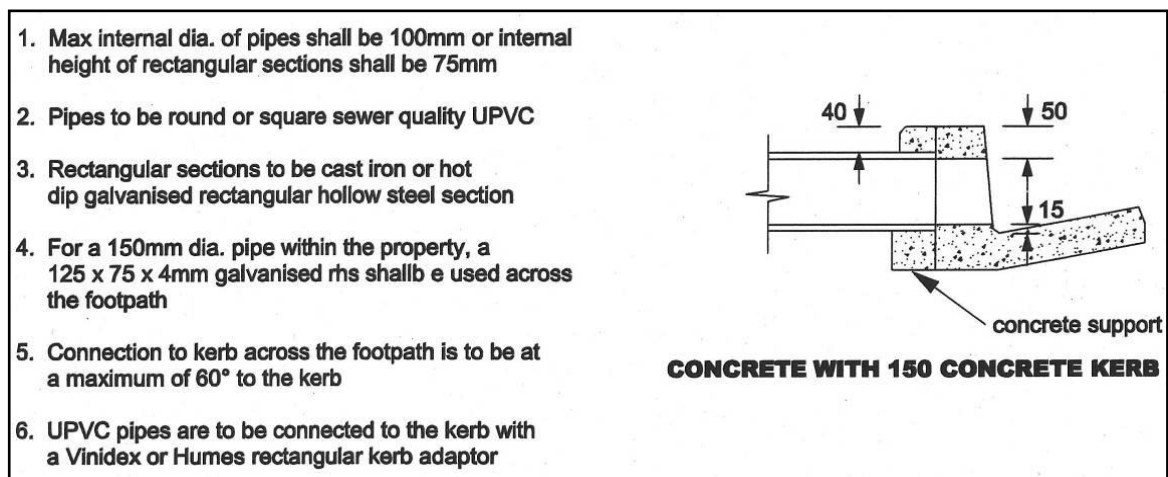 1. Max internal dia. of pipes shall be 100mm or internal
height of rectangular sections shall be 75mm
2. Pipes to be round or square sewer quality UPVC
3. Rectangular sections to be cast iron or hot
dip galvanised rectangular hollow steel section
4. For a 150mm dia. pipe within the property, a
125 x 75 x 4mm galvanised rhs shallb e used across
the footpath
5. Connection to kerb across the footpath is to be at
a maximum of 60° to the kerb
6. UPVC pipes are to be connected to the kerb with
a Vinidex or Humes rectangular kerb adaptor
40
50
15
concrete support
CONCRETE WITH 150 CONCRETE KERB